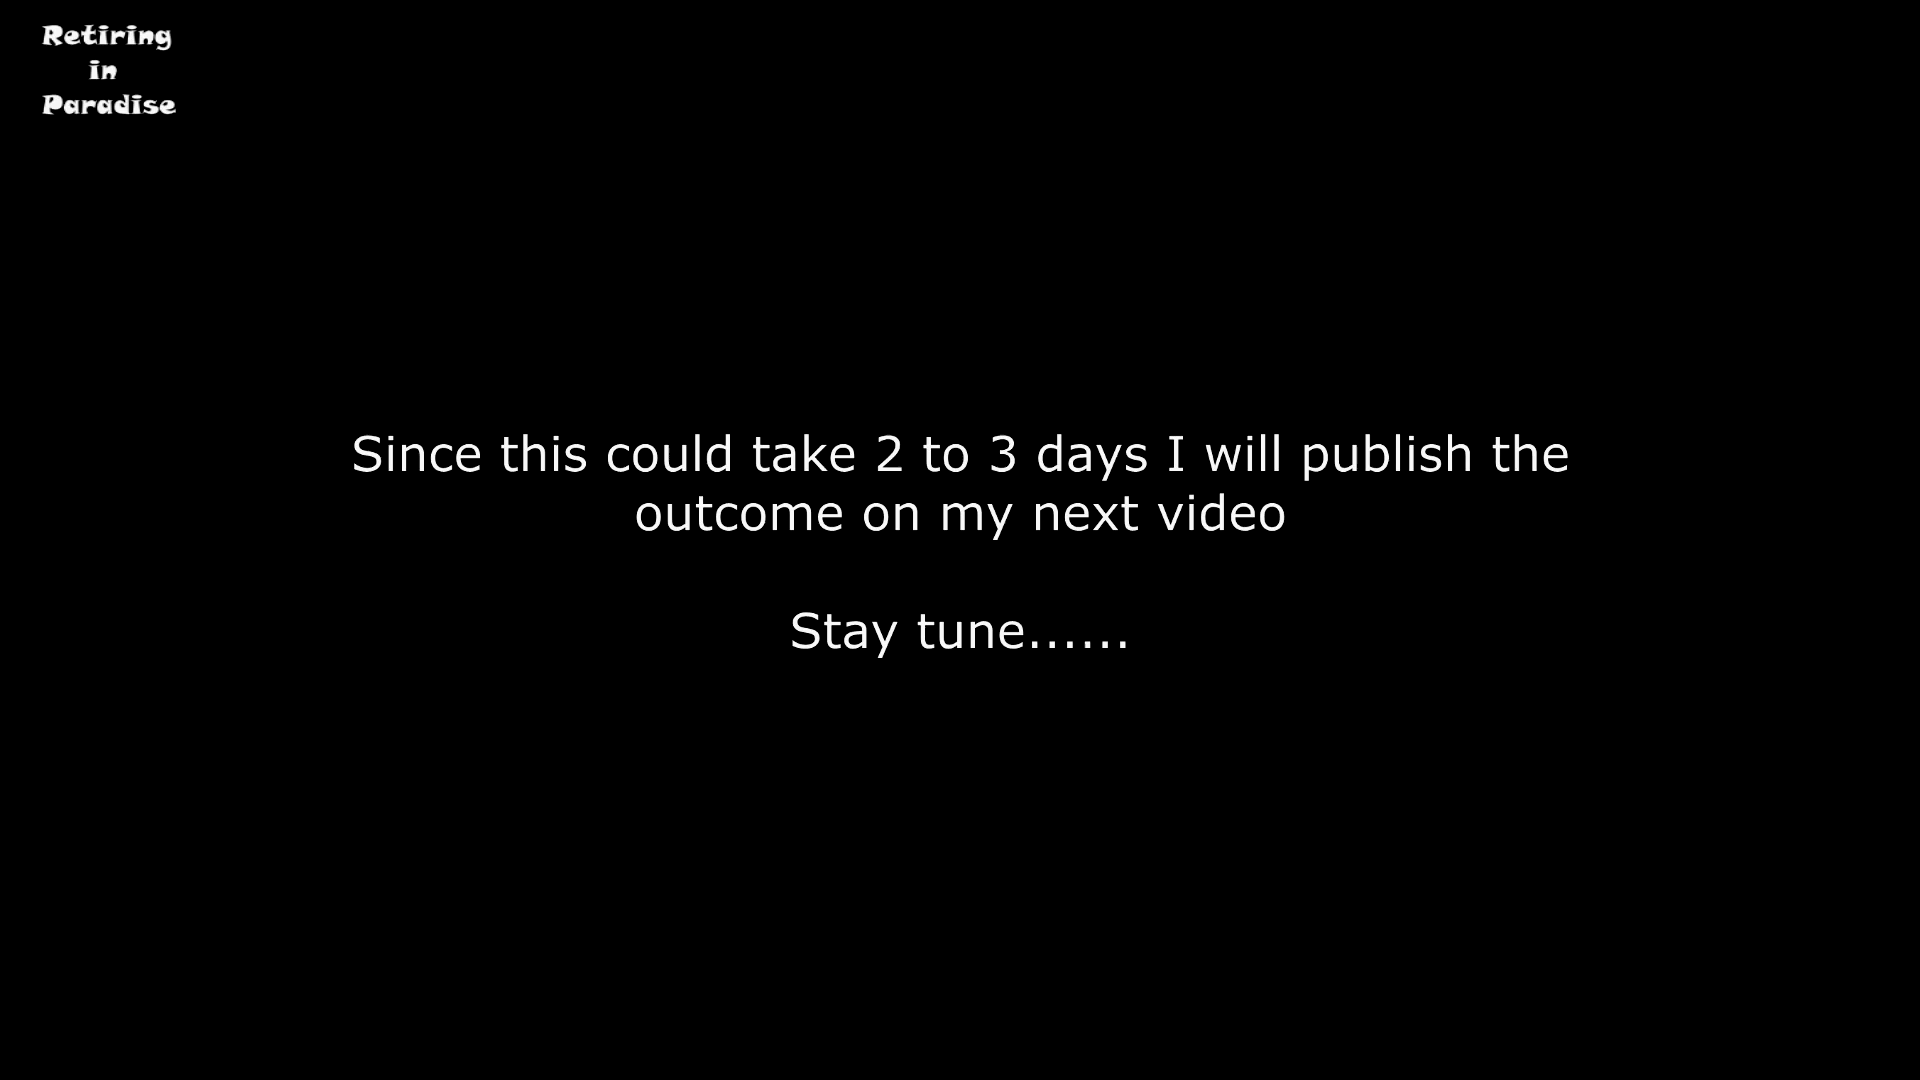 Retiring
in
Paradise
Since this could take 2 to 3 days I will publish the
outcome on my next video
Stay tune......